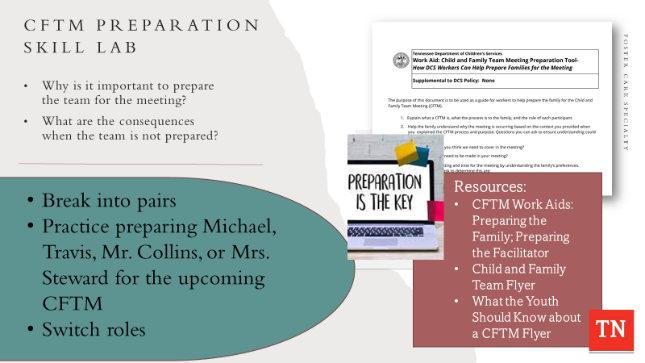 CFTM PREPARATION
SKILL LAB
• Why is it important to prepare
the team for the meeting?
• What are the consequences
when the team is not prepared?
• Break into pairs
• Practice preparing Michael,
Travis, Mr. Collins, or Mrs.
Steward for the upcoming
CFTM
• Switch roles
Tennessee Department of Children's Services
Work Aid: Child and Family Team Meeting Preparation Tool-
How DCS Workers Can Help Prepare Families for the Meeting
Supplemental to DCS Policy: None
The purpose of this document is to be used as a guide for workers to help prepare the family for the Child and
Family Team Meeting (CFTM).
1. Explain what a CFTM is, what the process is to the family, and the role of each participant.
2. Help the family understand why the meeting is occurring based on the content you provided when
you explained the CFTM process and purpose. Questions you can ask to ensure understanding could
you think we need to cover in the meeting?
need to be made in your meeting?
and time for the meeting by understanding the family's preferences.
PREPARATION
IS THE KEY
Resources:
• CFTM Work Aids:
Preparing the
Family; Preparing
the Facilitator
• Child and Family
Team Flyer
• What the Youth
Should Know about
a CFTM Flyer
FOSTER CARE SPECIALTY
TN